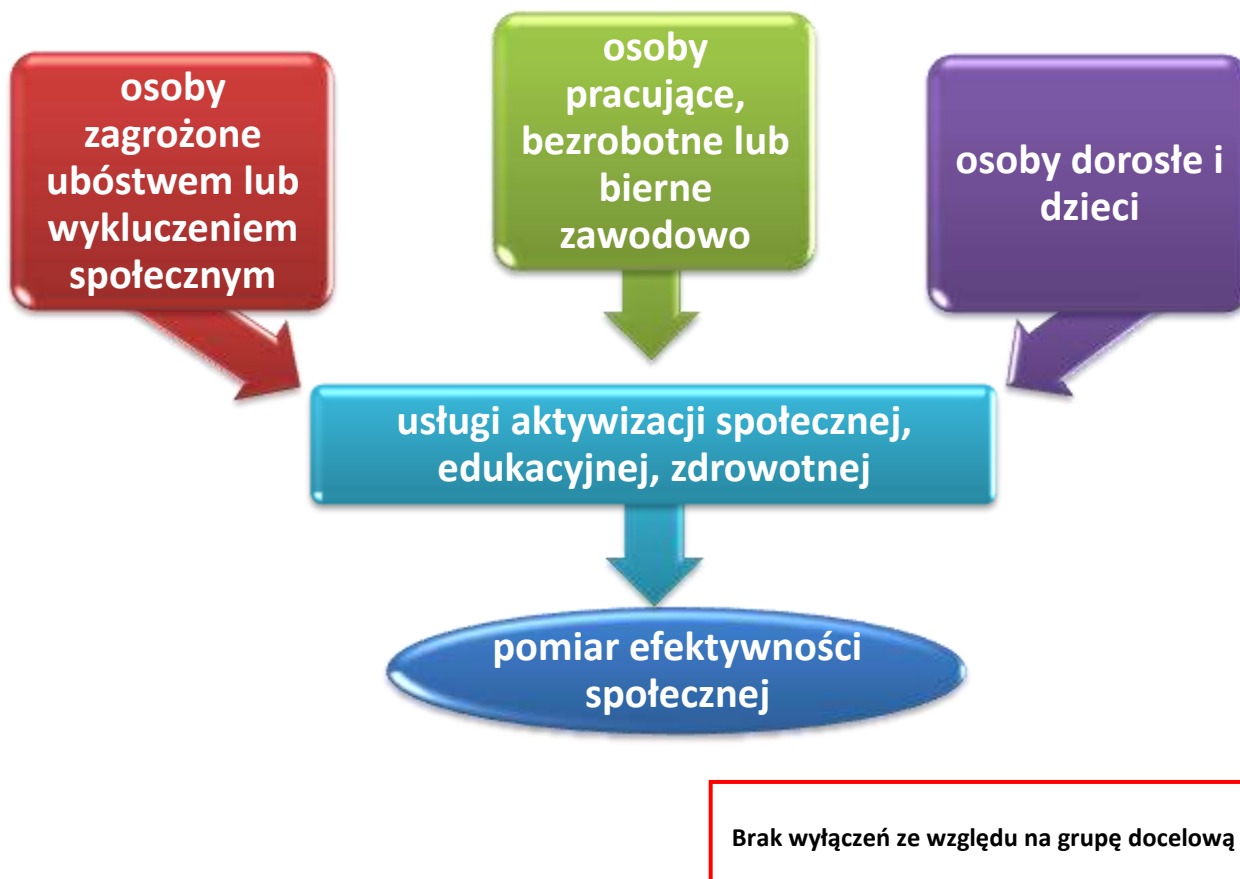 osoby
zagrożone
ubóstwem lub
wykluczeniem
społecznym
osoby
pracujące,
bezrobotne lub
bierne
zawodowo
osoby dorosłe i
dzieci
usługi aktywizacji społecznej,
edukacyjnej, zdrowotnej
pomiar efektywności
społecznej
Brak wyłączeń ze względu na grupę docelową